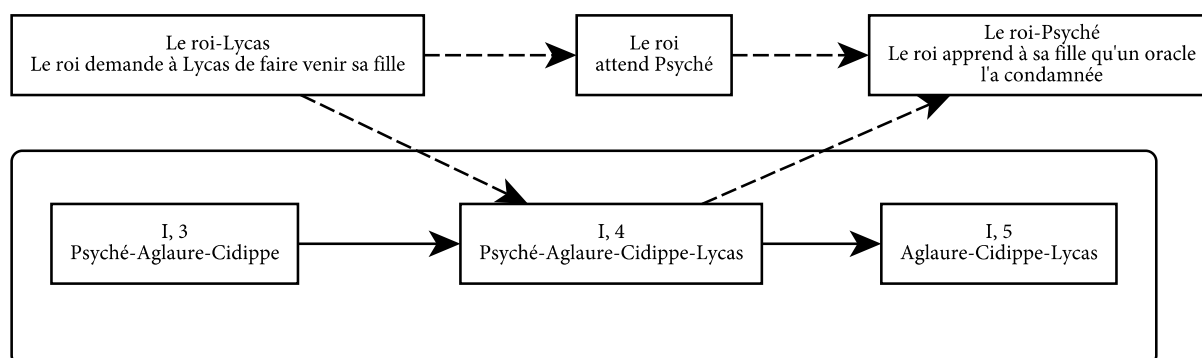 Le roi-Lycas
Le roi demande à Lycas de faire venir sa fille
Le roi
attend Psyché
Le roi-Psyché
Le roi apprend à sa fille qu'un oracle
l'a condamnée
I, 3
Psyché-Aglaure-Cidippe
I, 4
Psyché-Aglaure-Cidippe-Lycas
I, 5
Aglaure-Cidippe-Lycas